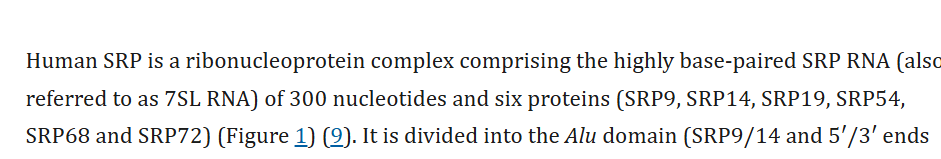 Human SRP is a ribonucleoprotein complex comprising the highly base-paired SRP RNA (also
referred to as 7SL RNA) of 300 nucleotides and six proteins (SRP9, SRP14, SRP19, SRP54,
SRP68 and SRP72) (Figure 1) (9). It is divided into the Alu domain (SRP9/14 and 5′/3′ ends